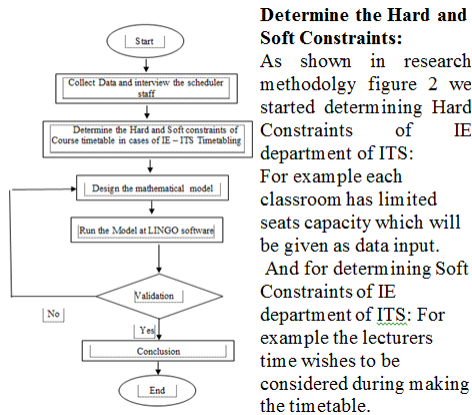 Start
Collect Data and interview the scheduler
staff
Determine the Hard and Soft constraints of
Course timetable in cases of IE – ITS Timetabling
Design the mathematical model
Run the Model at LINGO software
Validation
No
Yes
Conclusion
End
Determine the Hard and
Soft Constraints:
As shown in research
methodolgy figure 2 we
started determining Hard
Constraints of IE
department of ITS:
For example each
classroom has limited
seats capacity which will
be given as data input.
And for determining Soft
Constraints of IE
department of ITS: For
example the lecturers
time wishes to be
considered during making
the timetable.